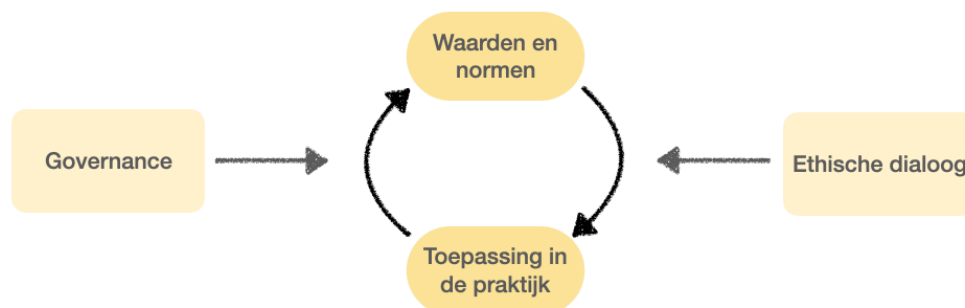 Waarden en
normen
Governance
Ethische dialoog
Toepassing in
de praktijk